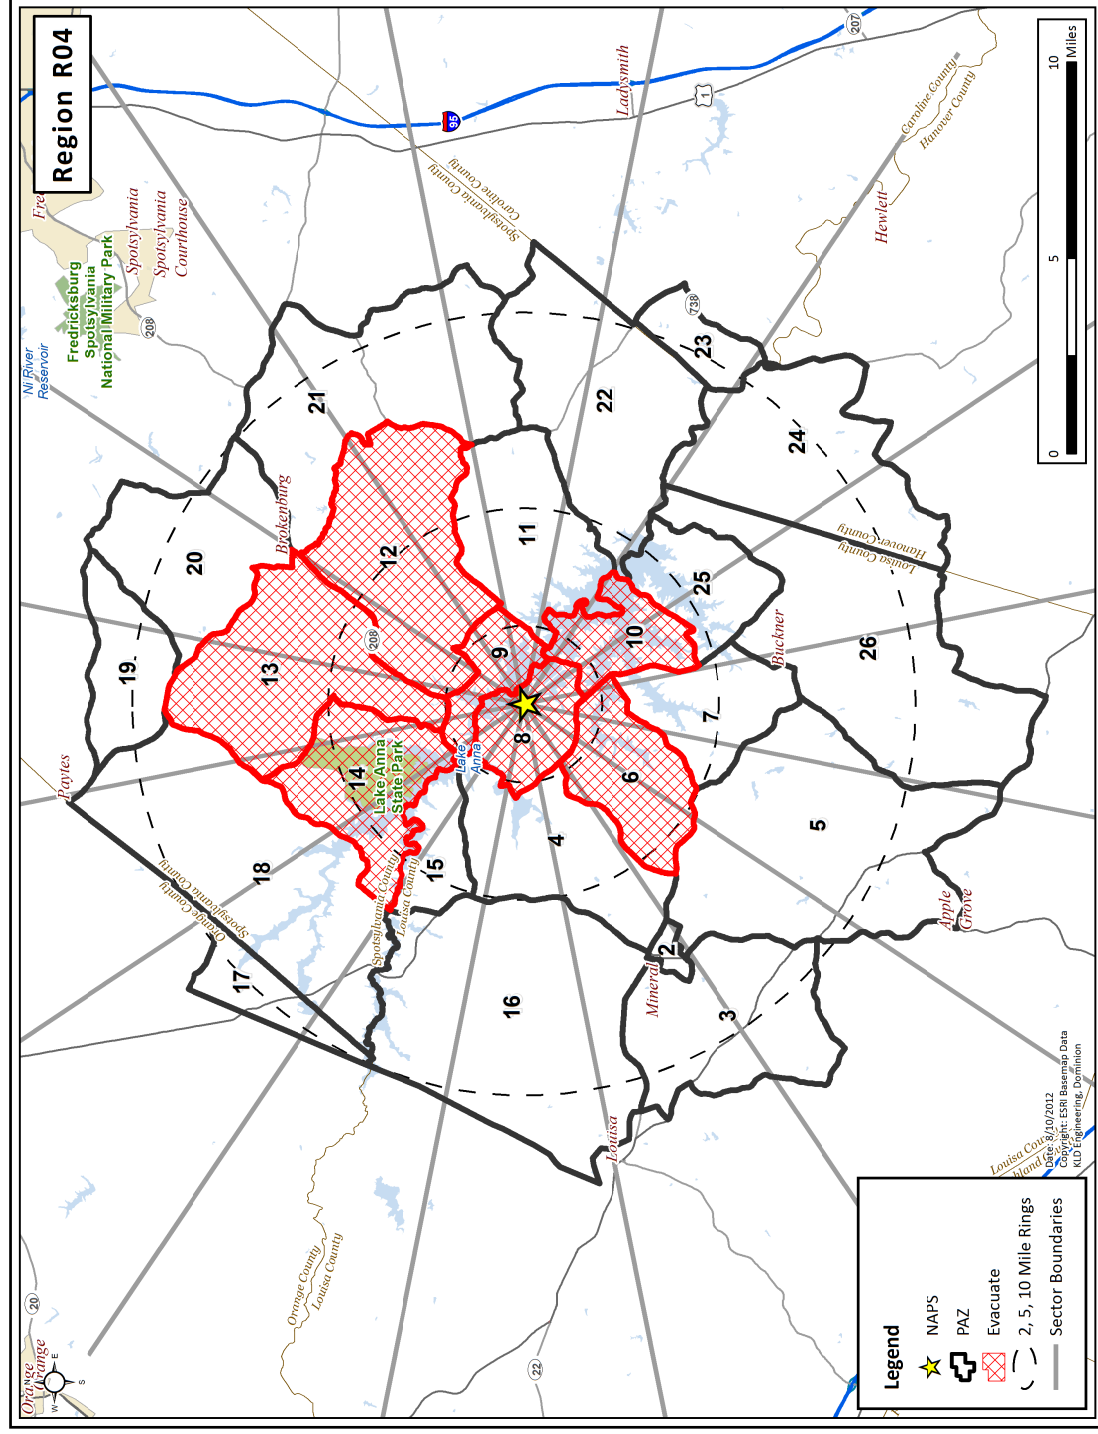 Region R04
Orange
Orange
20
N
W
E
S
Fredricksburg
Spotsylvania
National Military Park
Ni River
Reservoir
Spotsylvania
Spotsylvania
Courthouse
208
95
1
207
Ladysmith
Caroline County
Spotsylvania County
Caroline County
Hanover County
Hewlett
738
Brokenburg
Paytes
Orange County
Spotsylvania County
Spotsylvania County
Louisa County
Orange County
Louisa County
Lake Anna
State Park
Lake
Anna
208
Mineral
Louisa
22
Buckner
Apple
Grove
Louisa County
Hanover County
2
3
4
5
6
7
8
9
10
11
12
13
14
15
16
17
18
19
20
21
22
23
24
25
26
0
5
10
Miles
Legend
NAPS
PAZ
Evacuate
2, 5, 10 Mile Rings
Sector Boundaries
Date: 8/10/2012
Copyright: ESRI Basemap Data
KLD Engineering, Dominion